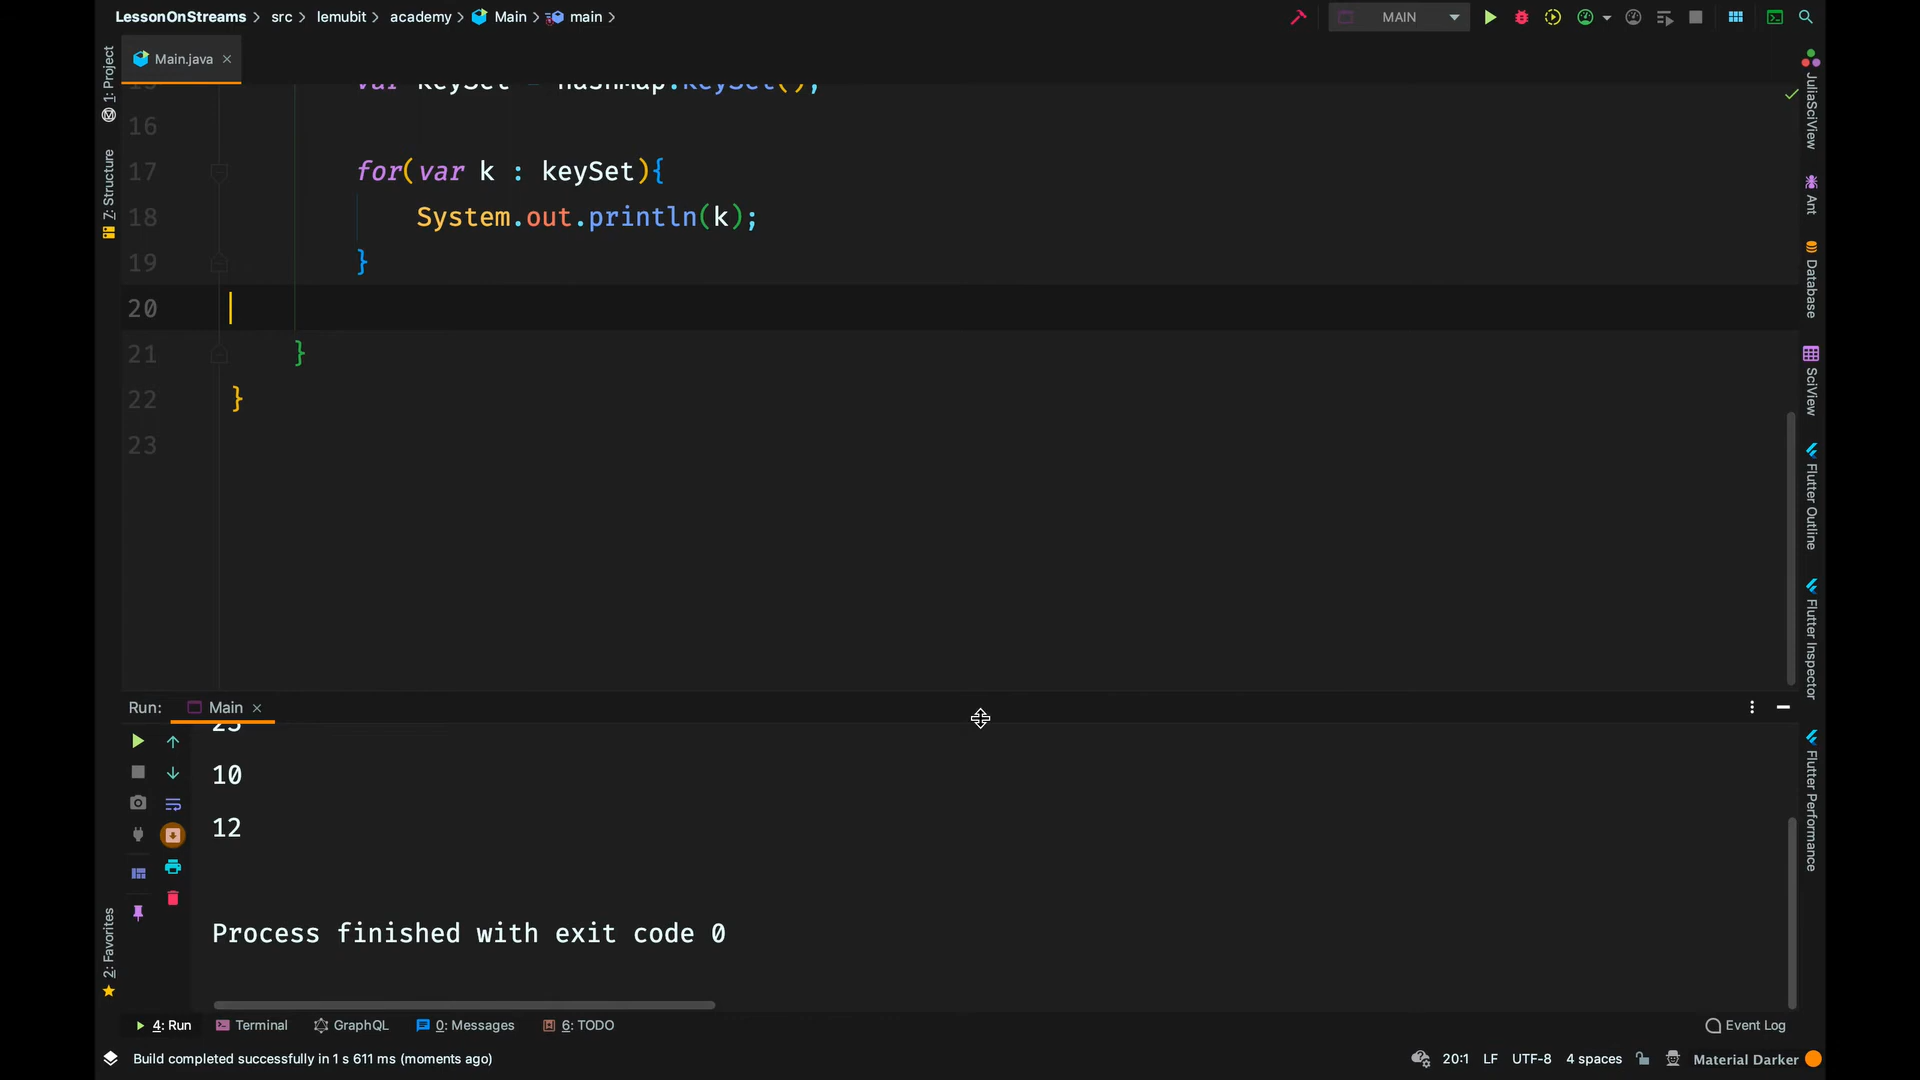 LessonOnStreams > src > lemubit > academy > Main > main >
MAIN
Main.java
1: Project
7: Structure
2: Favorites
var keySet = hashMap.keySet();
16
17 for(var k : keySet){
18 System.out.println(k);
19 }
20
21 }
22 }
23
JuliaSciView
Ant
Database
SciView
Flutter Outline
Flutter Inspector
Flutter Performance
Run: Main
10
12
Process finished with exit code 0
4: Run Terminal GraphQL 0: Messages 6: TODO Event Log
Build completed successfully in 1 s 611 ms (moments ago) 20:1 LF UTF-8 4 spaces Material Darker